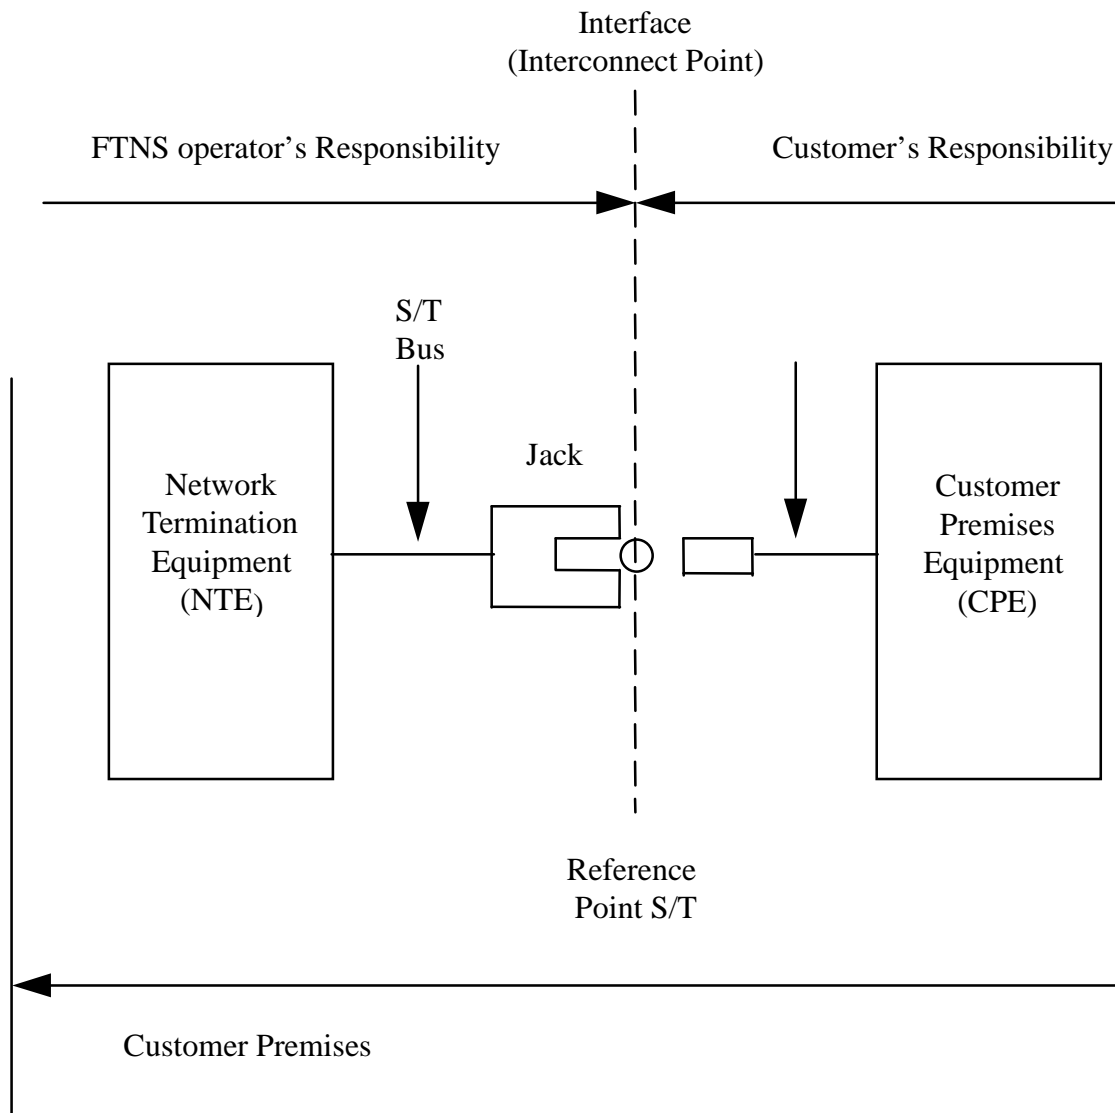 Interface
(Interconnect Point)
FTNS operator’s Responsibility
Customer’s Responsibility
S/T
Bus
Jack
Network
Termination
Equipment
(NTE)
Customer
Premises
Equipment
(CPE)
Reference
Point S/T
Customer Premises